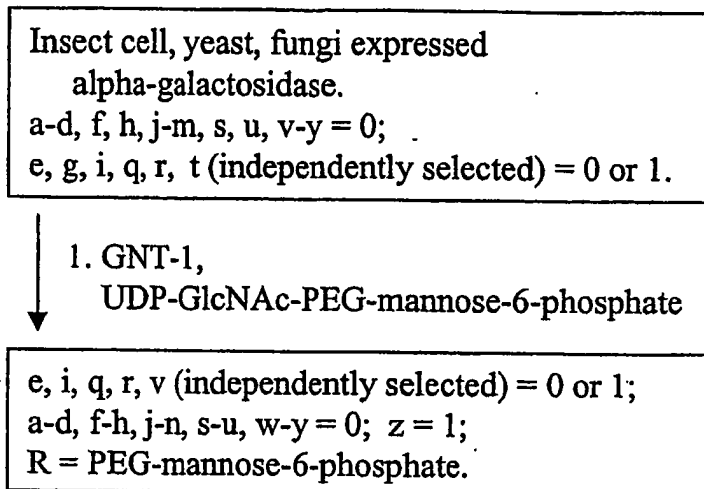 Insect cell, yeast, fungi expressed
alpha-galactosidase.
a-d, f, h, j-m, s, u, v-y = 0;
e, g, i, q, r, t (independently selected) = 0 or 1.
1. GNT-1,
UDP-GlcNAc-PEG-mannose-6-phosphate
e, i, q, r, v (independently selected) = 0 or 1;
a-d, f-h, j-n, s-u, w-y = 0; z = 1;
R = PEG-mannose-6-phosphate.